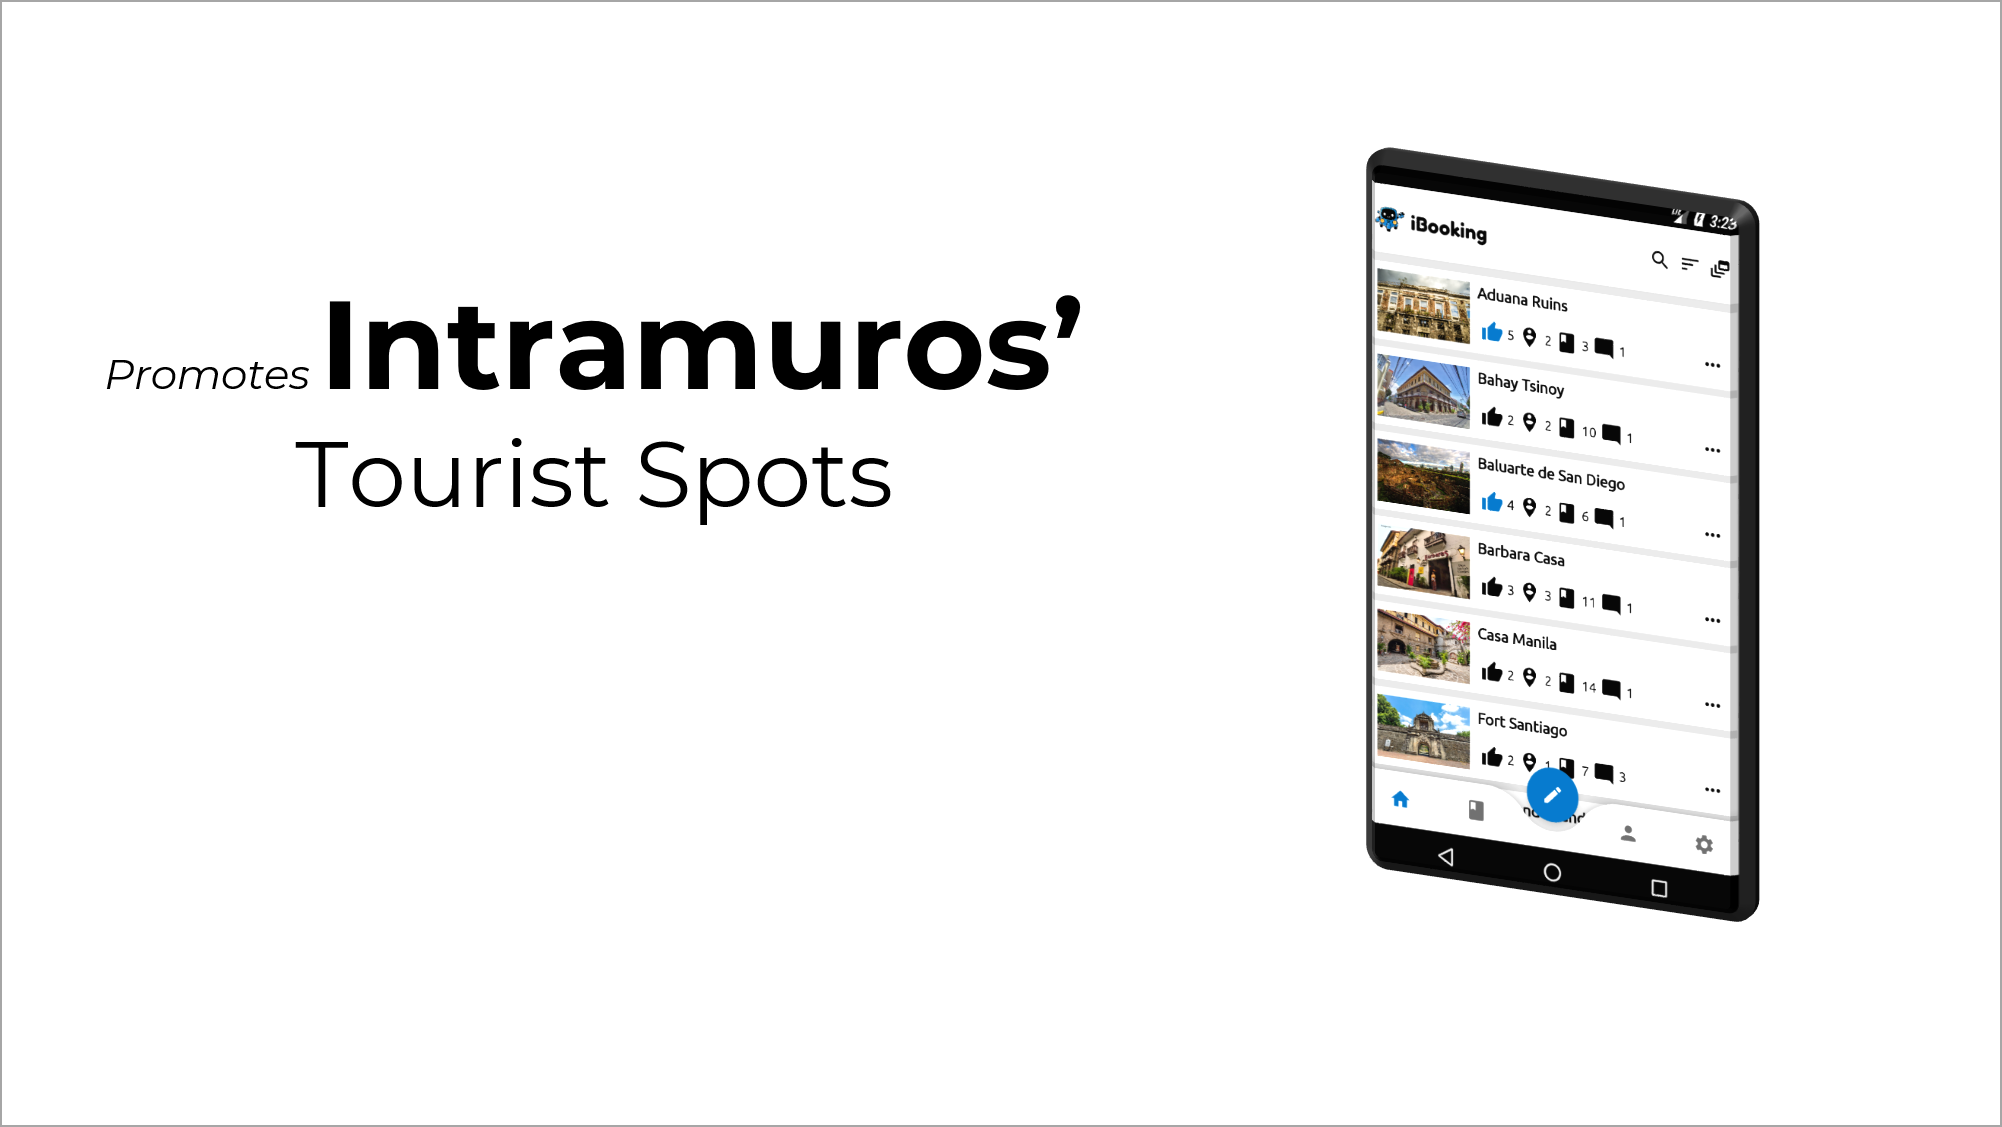 Promotes Intramuros’
Tourist Spots
3:23
iBooking
Aduana Ruins
5 2 3 1
Bahay Tsinoy
2 2 10 1
Baluarte de San Diego
4 2 6 1
Barbara Casa
3 3 11 1
Casa Manila
2 2 14 1
Fort Santiago
2 1 7 3